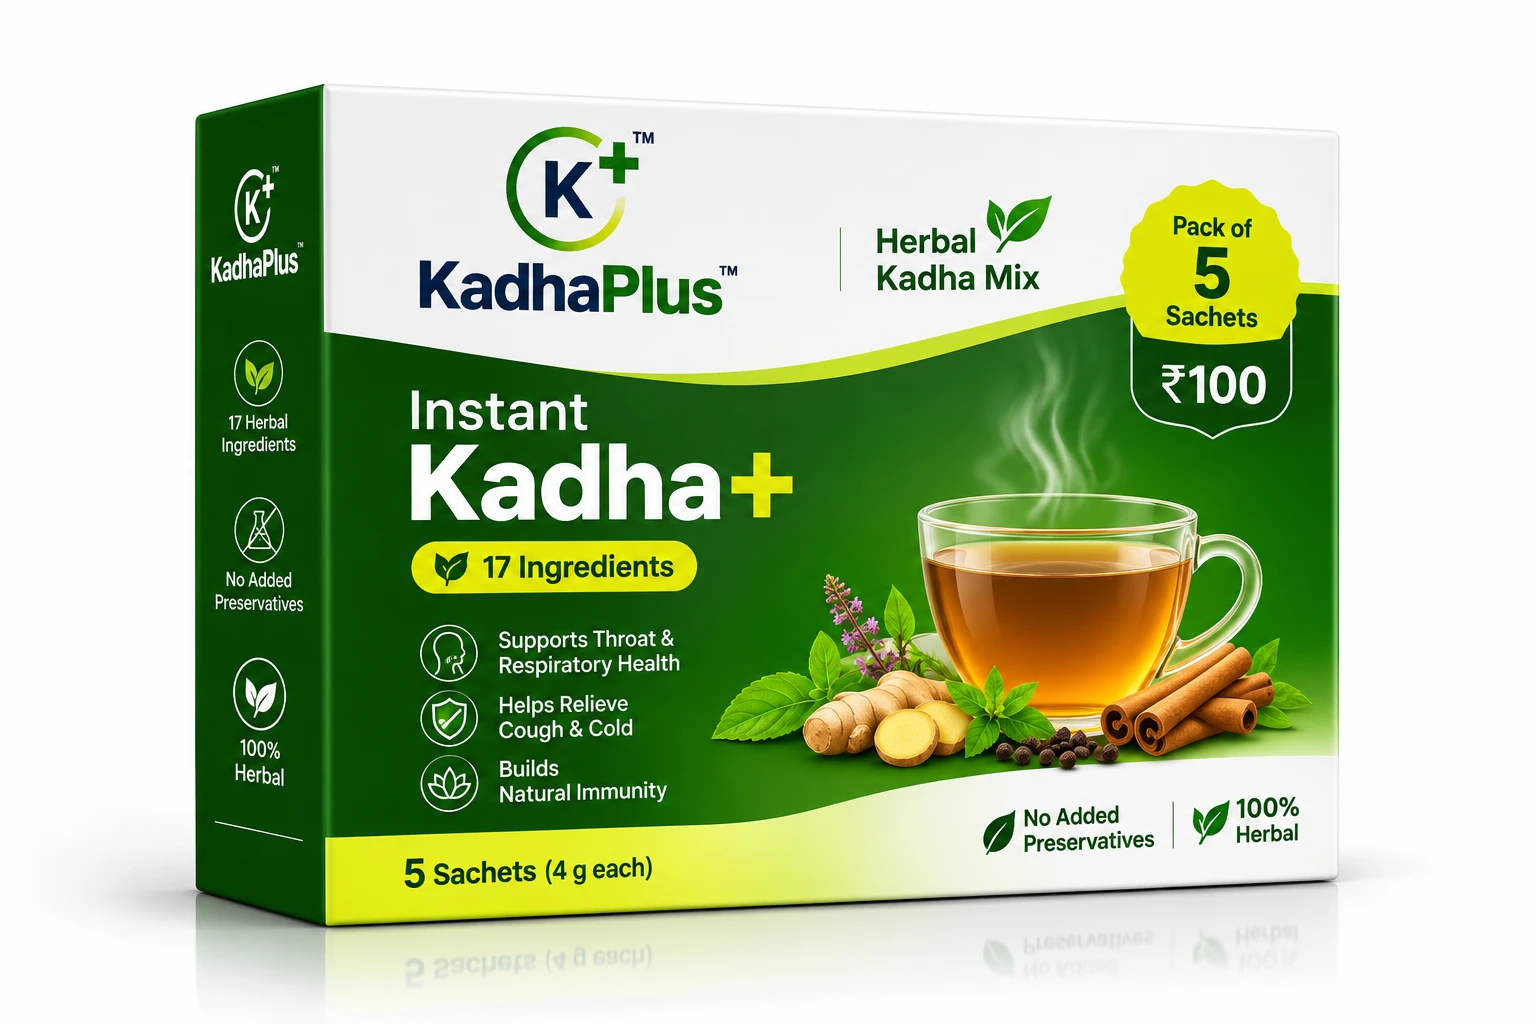 K+™
KadhaPlus™
17 Herbal
Ingredients
No Added
Preservatives
100%
Herbal
K+™
KadhaPlus™
Herbal
Kadha Mix
Pack of
5
Sachets
₹100
Instant
Kadha+
17 Ingredients
Supports Throat &
Respiratory Health
Helps Relieve
Cough & Cold
Builds
Natural Immunity
5 Sachets (4 g each)
No Added
Preservatives
100%
Herbal